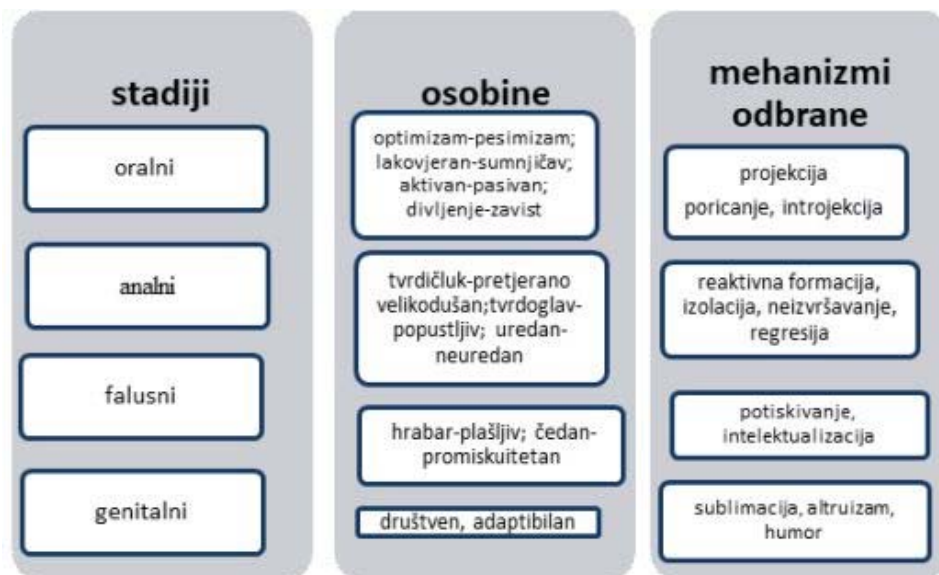 stadiji
oralni
analni
falusni
genitalni
osobine
optimizam-pesimizam;
lakovjeran-sumnjičav;
aktivan-pasivan;
divljenje-zavist
tvrdičluk-pretjerano
velikodušan;tvrdoglav-
popustljiv; uredan-
neuredan
hrabar-plašljiv; čedan-
promiskuitetan
društven, adaptibilan
mehanizmi
odbrane
projekcija
poricanje, introjekcija
reaktivna formacija,
izolacija, neizvršavanje,
regresija
potiskivanje,
intelektualizacija
sublimacija, altruizam,
humor